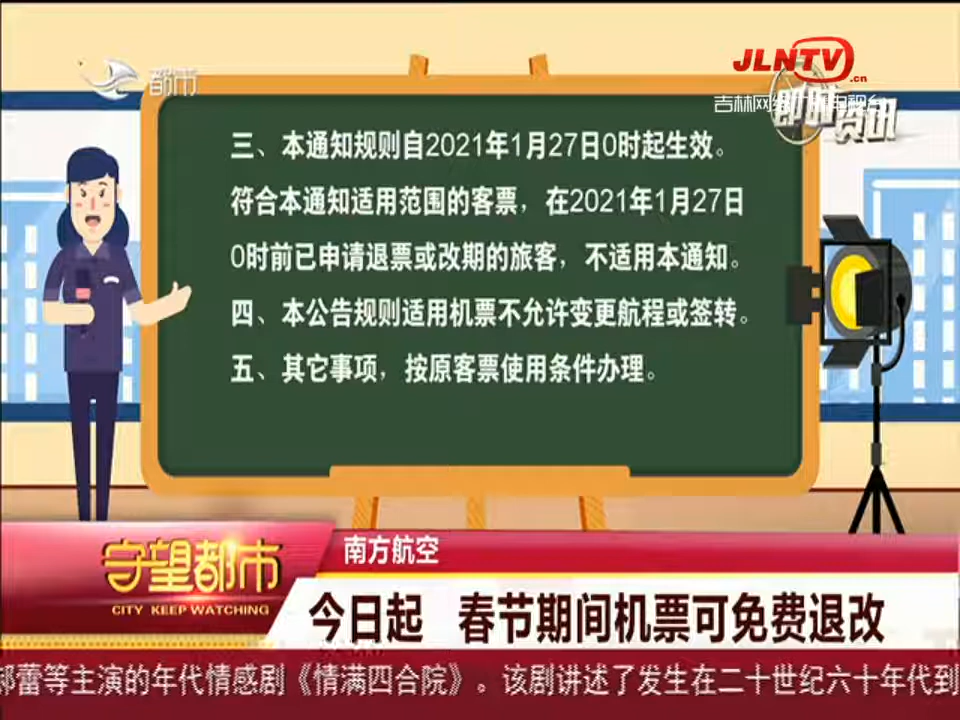 都市
JLNTV
.cn
吉林网络广播电视台
即时资讯
三、本通知规则自2021年1月27日0时起生效。
符合本通知适用范围的客票，在2021年1月27日
0时前已申请退票或改期的旅客，不适用本通知。
四、本公告规则适用机票不允许变更航程或签转。
五、其它事项，按原客票使用条件办理。
守望都市
CITY KEEP WATCHING
南方航空
今日起 春节期间机票可免费退改
郝蕾等主演的年代情感剧《情满四合院》。该剧讲述了发生在二十世纪六十年代到